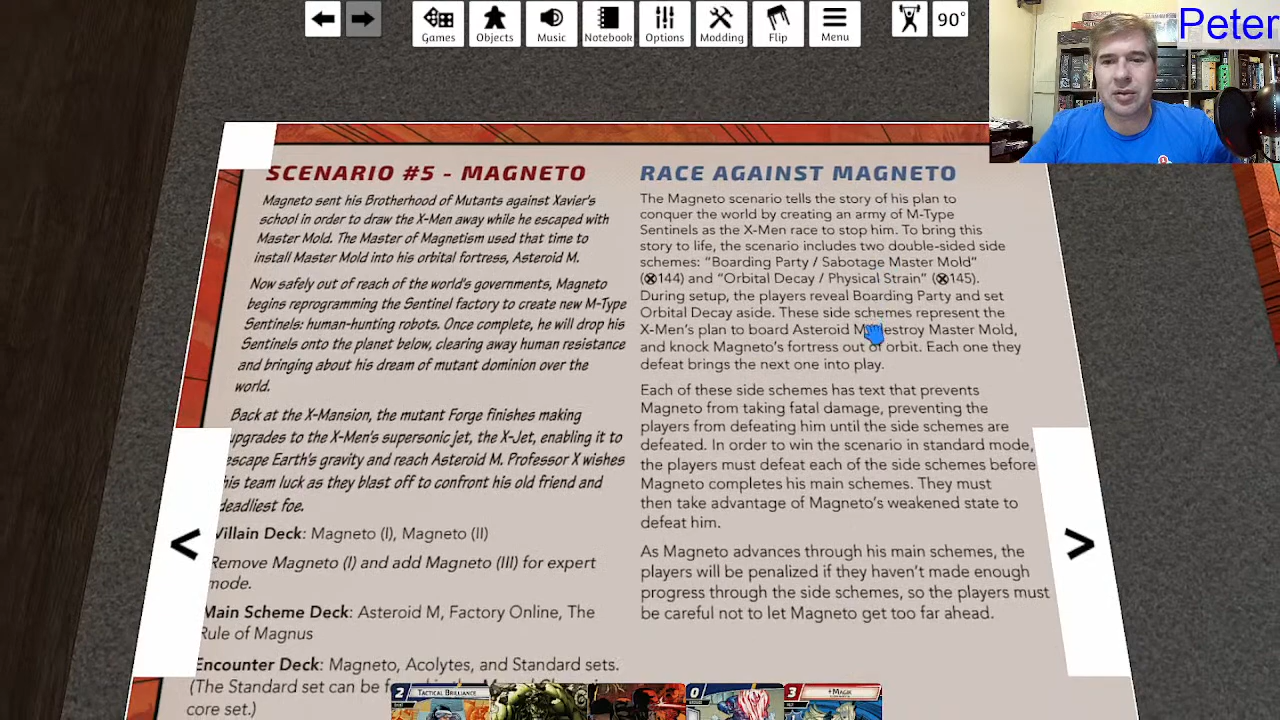 Games
Objects
Music
Notebook
Options
Modding
Flip
Menu
90°
Peter
SCENARIO #5 - MAGNETO
Magneto sent his Brotherhood of Mutants against Xavier's
school in order to draw the X-Men away while he escaped with
Master Mold. The Master of Magnetism used that time to
install Master Mold into his orbital fortress, Asteroid M.
Now safely out of reach of the world's governments, Magneto
begins reprogramming the Sentinel factory to create new M-Type
Sentinels: human-hunting robots. Once complete, he will drop his
Sentinels onto the planet below, clearing away human resistance
and bringing about his dream of mutant dominion over the
world.
Back at the X-Mansion, the mutant Forge finishes making
upgrades to the X-Men's supersonic jet, the X-Jet, enabling it to
escape Earth's gravity and reach Asteroid M. Professor X wishes
his team luck as they blast off to confront his old friend and
deadliest foe.
Villain Deck: Magneto (I), Magneto (II)
Remove Magneto (I) and add Magneto (III) for expert
mode.
Main Scheme Deck: Asteroid M, Factory Online, The
Rule of Magnus
Encounter Deck: Magneto, Acolytes, and Standard sets.
(The Standard set can be
core set.)
RACE AGAINST MAGNETO
The Magneto scenario tells the story of his plan to
conquer the world by creating an army of M-Type
Sentinels as the X-Men race to stop him. To bring this
story to life, the scenario includes two double-sided side
schemes: "Boarding Party / Sabotage Master Mold"
(144) and "Orbital Decay / Physical Strain" (145).
During setup, the players reveal Boarding Party and set
Orbital Decay aside. These side schemes represent the
X-Men's plan to board Asteroid M, destroy Master Mold,
and knock Magneto's fortress out of orbit. Each one they
defeat brings the next one into play.
Each of these side schemes has text that prevents
Magneto from taking fatal damage, preventing the
players from defeating him until the side schemes are
defeated. In order to win the scenario in standard mode,
the players must defeat each of the side schemes before
Magneto completes his main schemes. They must
then take advantage of Magneto's weakened state to
defeat him.
As Magneto advances through his main schemes, the
players will be penalized if they haven't made enough
progress through the side schemes, so the players must
be careful not to let Magneto get too far ahead.
<
>
2 TACTICAL BRILLIANCE
0
3 MAGIK